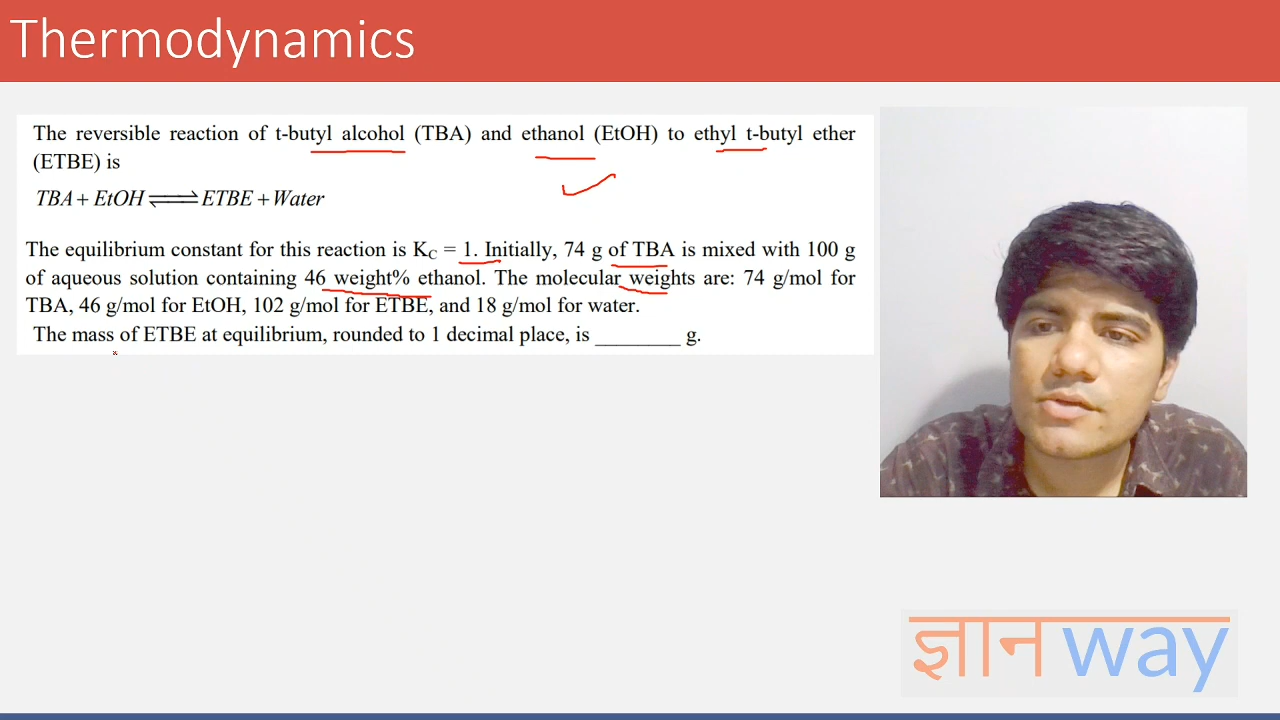 Thermodynamics
The reversible reaction of t-butyl alcohol (TBA) and ethanol (EtOH) to ethyl t-butyl ether
(ETBE) is
TBA + EtOH ⇌ ETBE + Water
The equilibrium constant for this reaction is K_C = 1. Initially, 74 g of TBA is mixed with 100 g
of aqueous solution containing 46 weight% ethanol. The molecular weights are: 74 g/mol for
TBA, 46 g/mol for EtOH, 102 g/mol for ETBE, and 18 g/mol for water.
The mass of ETBE at equilibrium, rounded to 1 decimal place, is ________ g.
ज्ञान way